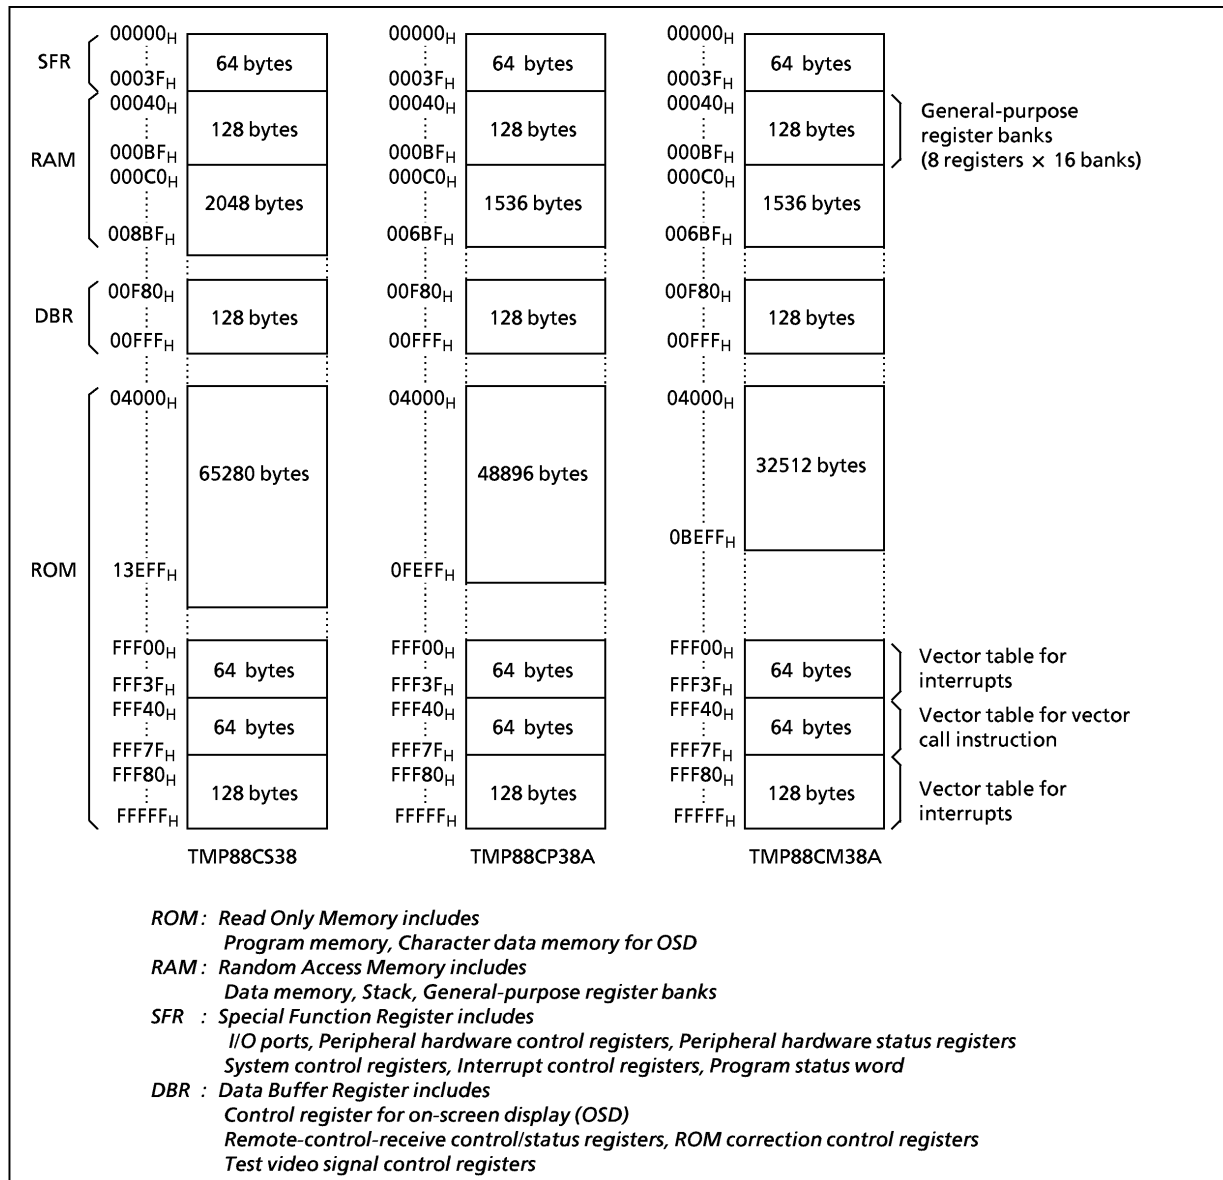 SFR
00000H
0003FH
64 bytes
00000H
0003FH
64 bytes
00000H
0003FH
64 bytes
RAM
00040H
000BFH
128 bytes
00040H
000BFH
128 bytes
00040H
000BFH
128 bytes
General-purpose
register banks
(8 registers × 16 banks)
000C0H
008BFH
2048 bytes
000C0H
006BFH
1536 bytes
000C0H
006BFH
1536 bytes
DBR
00F80H
00FFFH
128 bytes
00F80H
00FFFH
128 bytes
00F80H
00FFFH
128 bytes
ROM
04000H
13EFFH
65280 bytes
04000H
0FEFFH
48896 bytes
04000H
0BEFFH
32512 bytes
FFF00H
FFF3FH
64 bytes
FFF00H
FFF3FH
64 bytes
FFF00H
FFF3FH
64 bytes
Vector table for
interrupts
FFF40H
FFF7FH
64 bytes
FFF40H
FFF7FH
64 bytes
FFF40H
FFF7FH
64 bytes
Vector table for vector
call instruction
FFF80H
FFFFFH
128 bytes
FFF80H
FFFFFH
128 bytes
FFF80H
FFFFFH
128 bytes
Vector table for
interrupts
TMP88CS38
TMP88CP38A
TMP88CM38A
ROM : Read Only Memory includes
Program memory, Character data memory for OSD
RAM : Random Access Memory includes
Data memory, Stack, General-purpose register banks
SFR : Special Function Register includes
I/O ports, Peripheral hardware control registers, Peripheral hardware status registers
System control registers, Interrupt control registers, Program status word
DBR : Data Buffer Register includes
Control register for on-screen display (OSD)
Remote-control-receive control/status registers, ROM correction control registers
Test video signal control registers